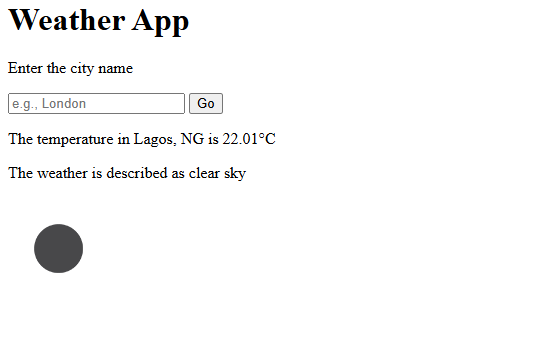 Weather App
Enter the city name
e.g., London Go
The temperature in Lagos, NG is 22.01°C
The weather is described as clear sky